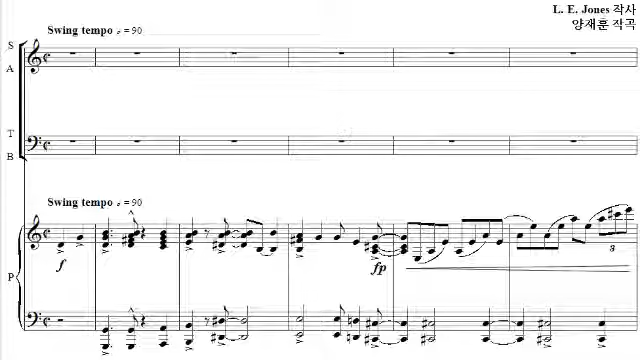 L. E. Jones 작사
Swing tempo 𝅗𝅥 = 90
양재훈 작곡
S
A
T
B
Swing tempo 𝅗𝅥 = 90
f
fp
3
P